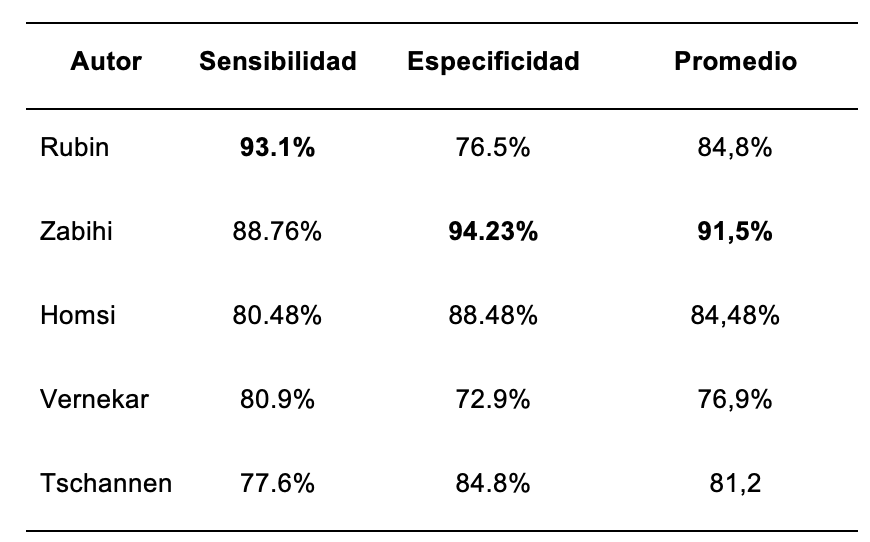 Autor Sensibilidad Especificidad Promedio
Rubin 93.1% 76.5% 84,8%
Zabihi 88.76% 94.23% 91,5%
Homsi 80.48% 88.48% 84,48%
Vernekar 80.9% 72.9% 76,9%
Tschannen 77.6% 84.8% 81,2